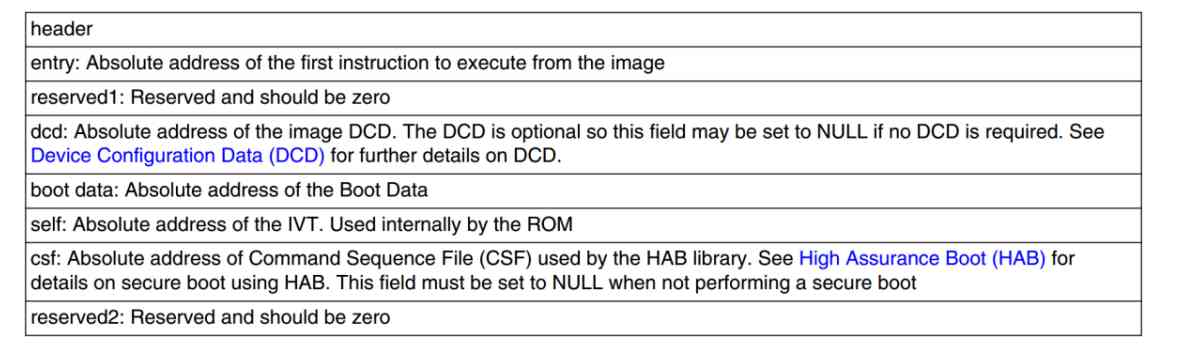 header
entry: Absolute address of the first instruction to execute from the image
reserved1: Reserved and should be zero
dcd: Absolute address of the image DCD. The DCD is optional so this field may be set to NULL if no DCD is required. See
Device Configuration Data (DCD) for further details on DCD.
boot data: Absolute address of the Boot Data
self: Absolute address of the IVT. Used internally by the ROM
csf: Absolute address of Command Sequence File (CSF) used by the HAB library. See High Assurance Boot (HAB) for
details on secure boot using HAB. This field must be set to NULL when not performing a secure boot
reserved2: Reserved and should be zero